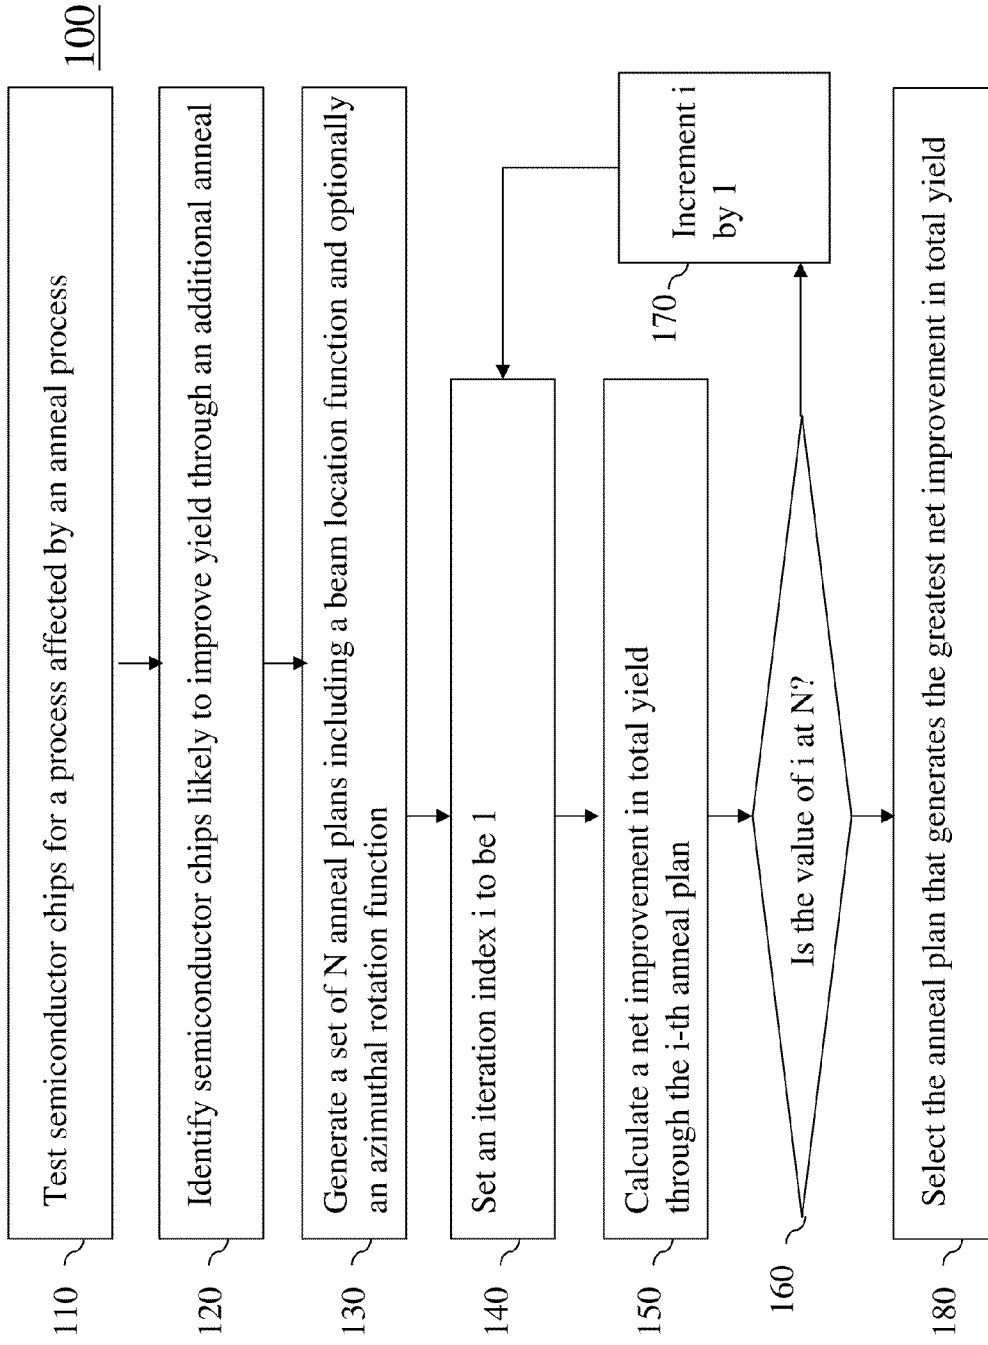 100
110
Test semiconductor chips for a process affected by an anneal process
120
Identify semiconductor chips likely to improve yield through an additional anneal
130
Generate a set of N anneal plans including a beam location function and optionally
an azimuthal rotation function
140
Set an iteration index i to be 1
150
Calculate a net improvement in total yield
through the i-th anneal plan
160
Is the value of i at N?
170
Increment i
by 1
180
Select the anneal plan that generates the greatest net improvement in total yield